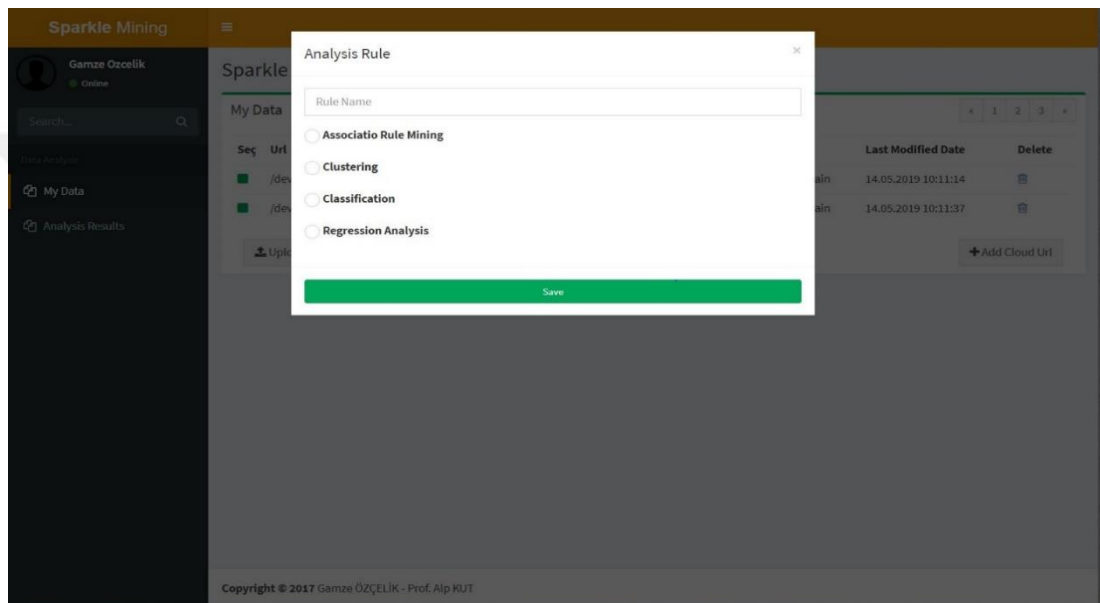 Sparkle Mining
Gamze Ozcelik
Online
Search...
Data Analysis
My Data
Analysis Results
Sparkle
My Data
« 1 2 3 «
Seç Url Last Modified Date Delete
/dev ain 14.05.2019 10:11:14
/dev ain 14.05.2019 10:11:37
Uplo
Add Cloud Url
Analysis Rule
×
Rule Name
Associatio Rule Mining
Clustering
Classification
Regression Analysis
Save
Copyright © 2017 Gamze ÖZÇELİK - Prof. Alp KUT